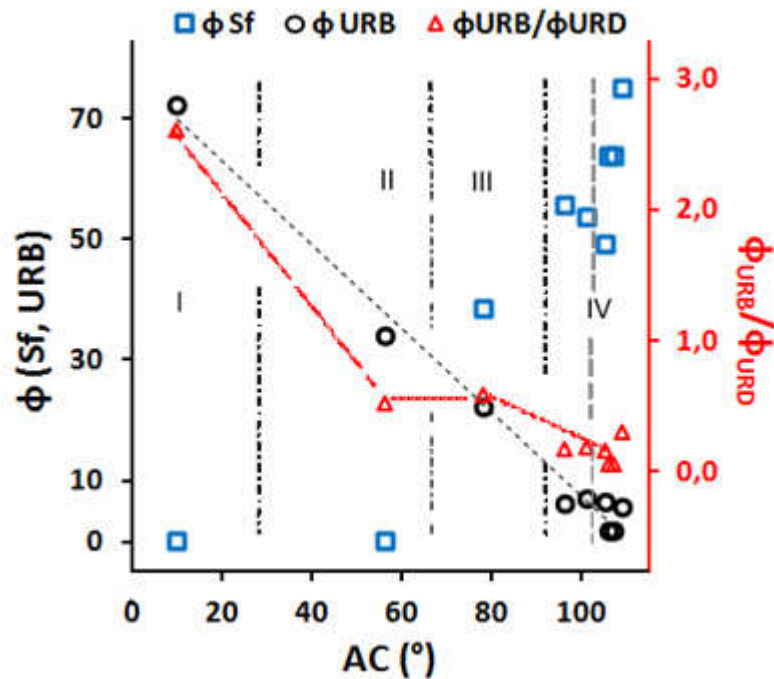 ϕ Sf ϕ URB ϕURB/ϕURD
70
50
30
10
0
ϕ (Sf, URB)
I
II
III
IV
3,0
2,0
1,0
0,0
ϕURB/ϕURD
0 20 40 60 80 100
AC (°)